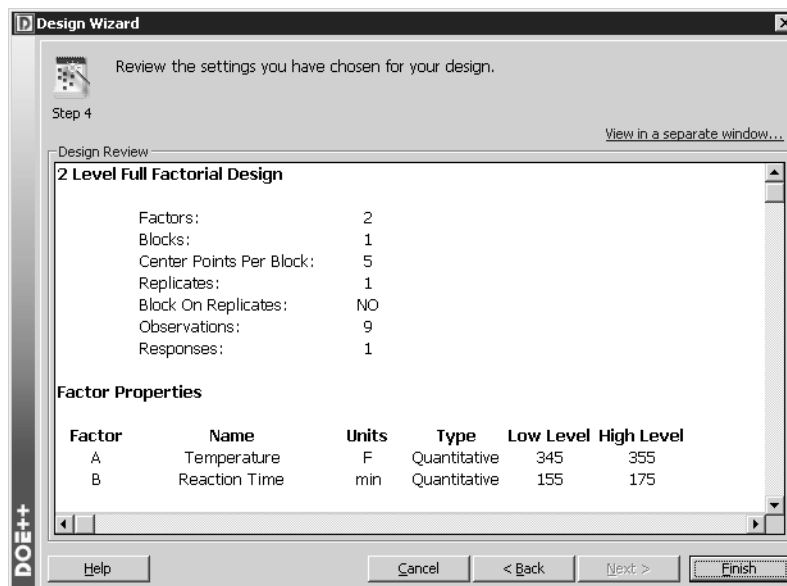 Design Wizard
Review the settings you have chosen for your design.
Step 4
View in a separate window...
Design Review
2 Level Full Factorial Design
Factors: 2
Blocks: 1
Center Points Per Block: 5
Replicates: 1
Block On Replicates: NO
Observations: 9
Responses: 1
Factor Properties
Factor Name Units Type Low Level High Level
A Temperature F Quantitative 345 355
B Reaction Time min Quantitative 155 175
DOE++
Help Cancel < Back Next > Finish